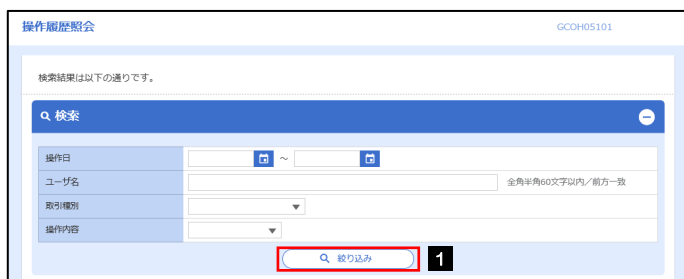 操作履歴照会 GCOH05101
検索結果は以下の通りです。
検索
操作日 ～
ユーザ名 全角半角60文字以内／前方一致
取引種別
操作内容
絞り込み 1